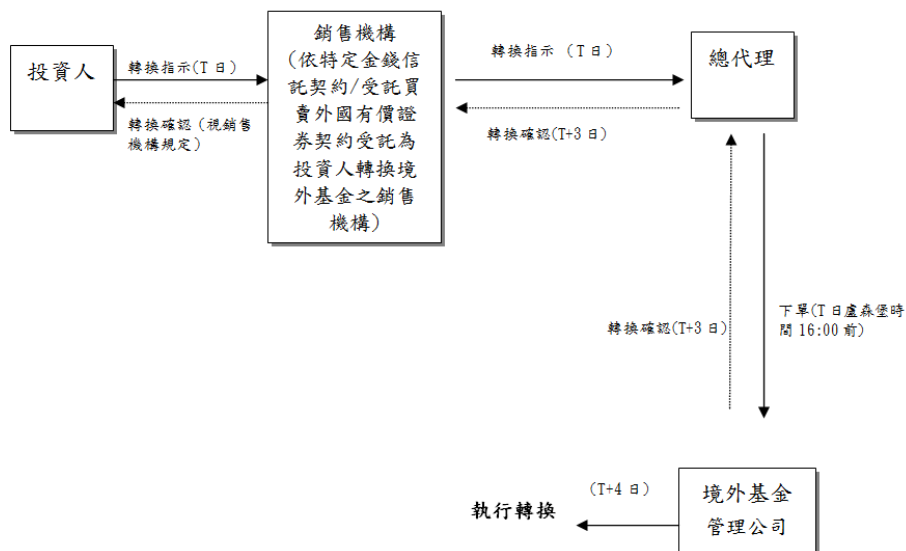 投資人
轉換指示(T日)
轉換確認 (視銷售
機構規定)
銷售機構
(依特定金錢信
託契約/受託買
賣外國有價證
券契約受託為
投資人轉換境
外基金之銷售
機構)
轉換指示 (T日)
轉換確認(T+3日)
總代理
轉換確認(T+3日)
下單(T日盧森堡時
間16:00前)
(T+4日)
執行轉換
境外基金
管理公司